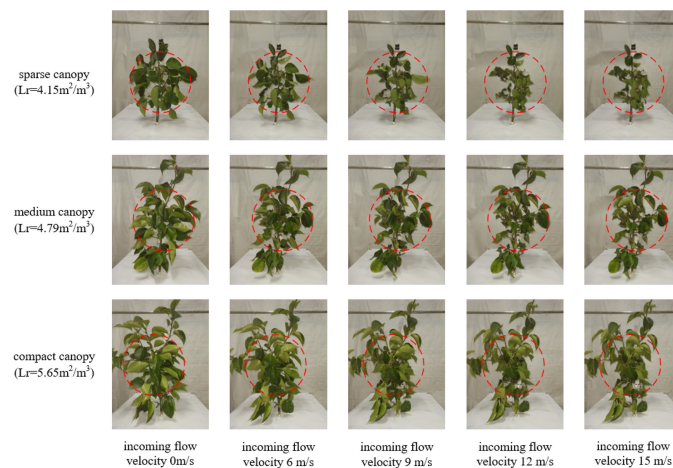 sparse canopy
(Lr=4.15m²/m³)
medium canopy
(Lr=4.79m²/m³)
compact canopy
(Lr=5.65m²/m³)
incoming flow
velocity 0m/s
incoming flow
velocity 6 m/s
incoming flow
velocity 9 m/s
incoming flow
velocity 12 m/s
incoming flow
velocity 15 m/s